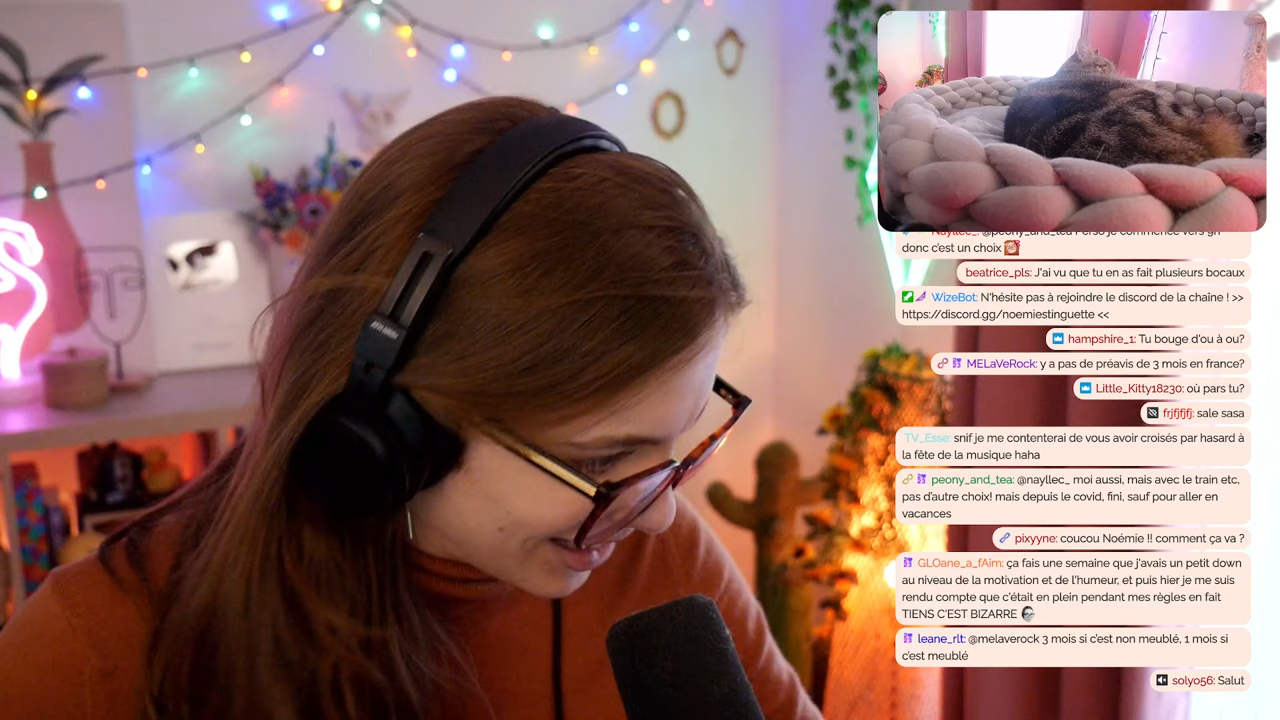 Nayllec_: @peony_and_tea Perso je commence vers 9h
donc c'est un choix
beatrice_pls: J'ai vu que tu en as fait plusieurs bocaux
WizeBot: N'hésite pas à rejoindre le discord de la chaîne ! >>
https://discord.gg/noemiestinguette <<
hampshire_1: Tu bouge d'ou à ou?
MELaVeRock: y a pas de préavis de 3 mois en france?
Little_Kitty18230: où pars tu?
frjfjfjfj: sale sasa
TV_Esse: snif je me contenterai de vous avoir croisés par hasard à
la fête de la musique haha
peony_and_tea: @nayllec_ moi aussi, mais avec le train etc,
pas d'autre choix! mais depuis le covid, fini, sauf pour aller en
vacances
pixyyne: coucou Noémie !! comment ça va ?
GLOane_a_fAim: ça fais une semaine que j'avais un petit down
au niveau de la motivation et de l'humeur, et puis hier je me suis
rendu compte que c'était en plein pendant mes règles en fait
TIENS C'EST BIZARRE
leane_rlt: @melaverock 3 mois si c'est non meublé, 1 mois si
c'est meublé
solyo56: Salut